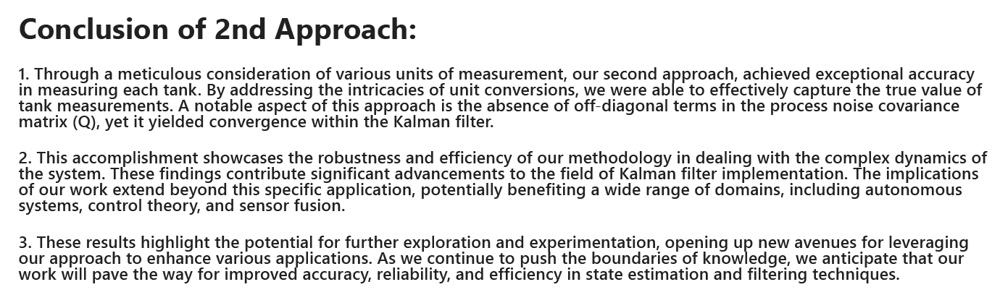 Conclusion of 2nd Approach:
1. Through a meticulous consideration of various units of measurement, our second approach, achieved exceptional accuracy
in measuring each tank. By addressing the intricacies of unit conversions, we were able to effectively capture the true value of
tank measurements. A notable aspect of this approach is the absence of off-diagonal terms in the process noise covariance
matrix (Q), yet it yielded convergence within the Kalman filter.
2. This accomplishment showcases the robustness and efficiency of our methodology in dealing with the complex dynamics of
the system. These findings contribute significant advancements to the field of Kalman filter implementation. The implications
of our work extend beyond this specific application, potentially benefiting a wide range of domains, including autonomous
systems, control theory, and sensor fusion.
3. These results highlight the potential for further exploration and experimentation, opening up new avenues for leveraging
our approach to enhance various applications. As we continue to push the boundaries of knowledge, we anticipate that our
work will pave the way for improved accuracy, reliability, and efficiency in state estimation and filtering techniques.